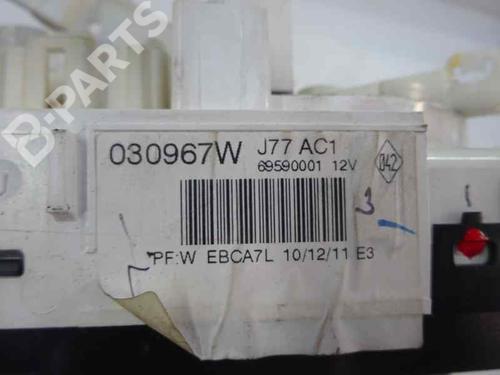 B-PARTS
030967W J77 AC1
69590001 12V
042
3
PF:W EBCA7L 10/12/11 E3